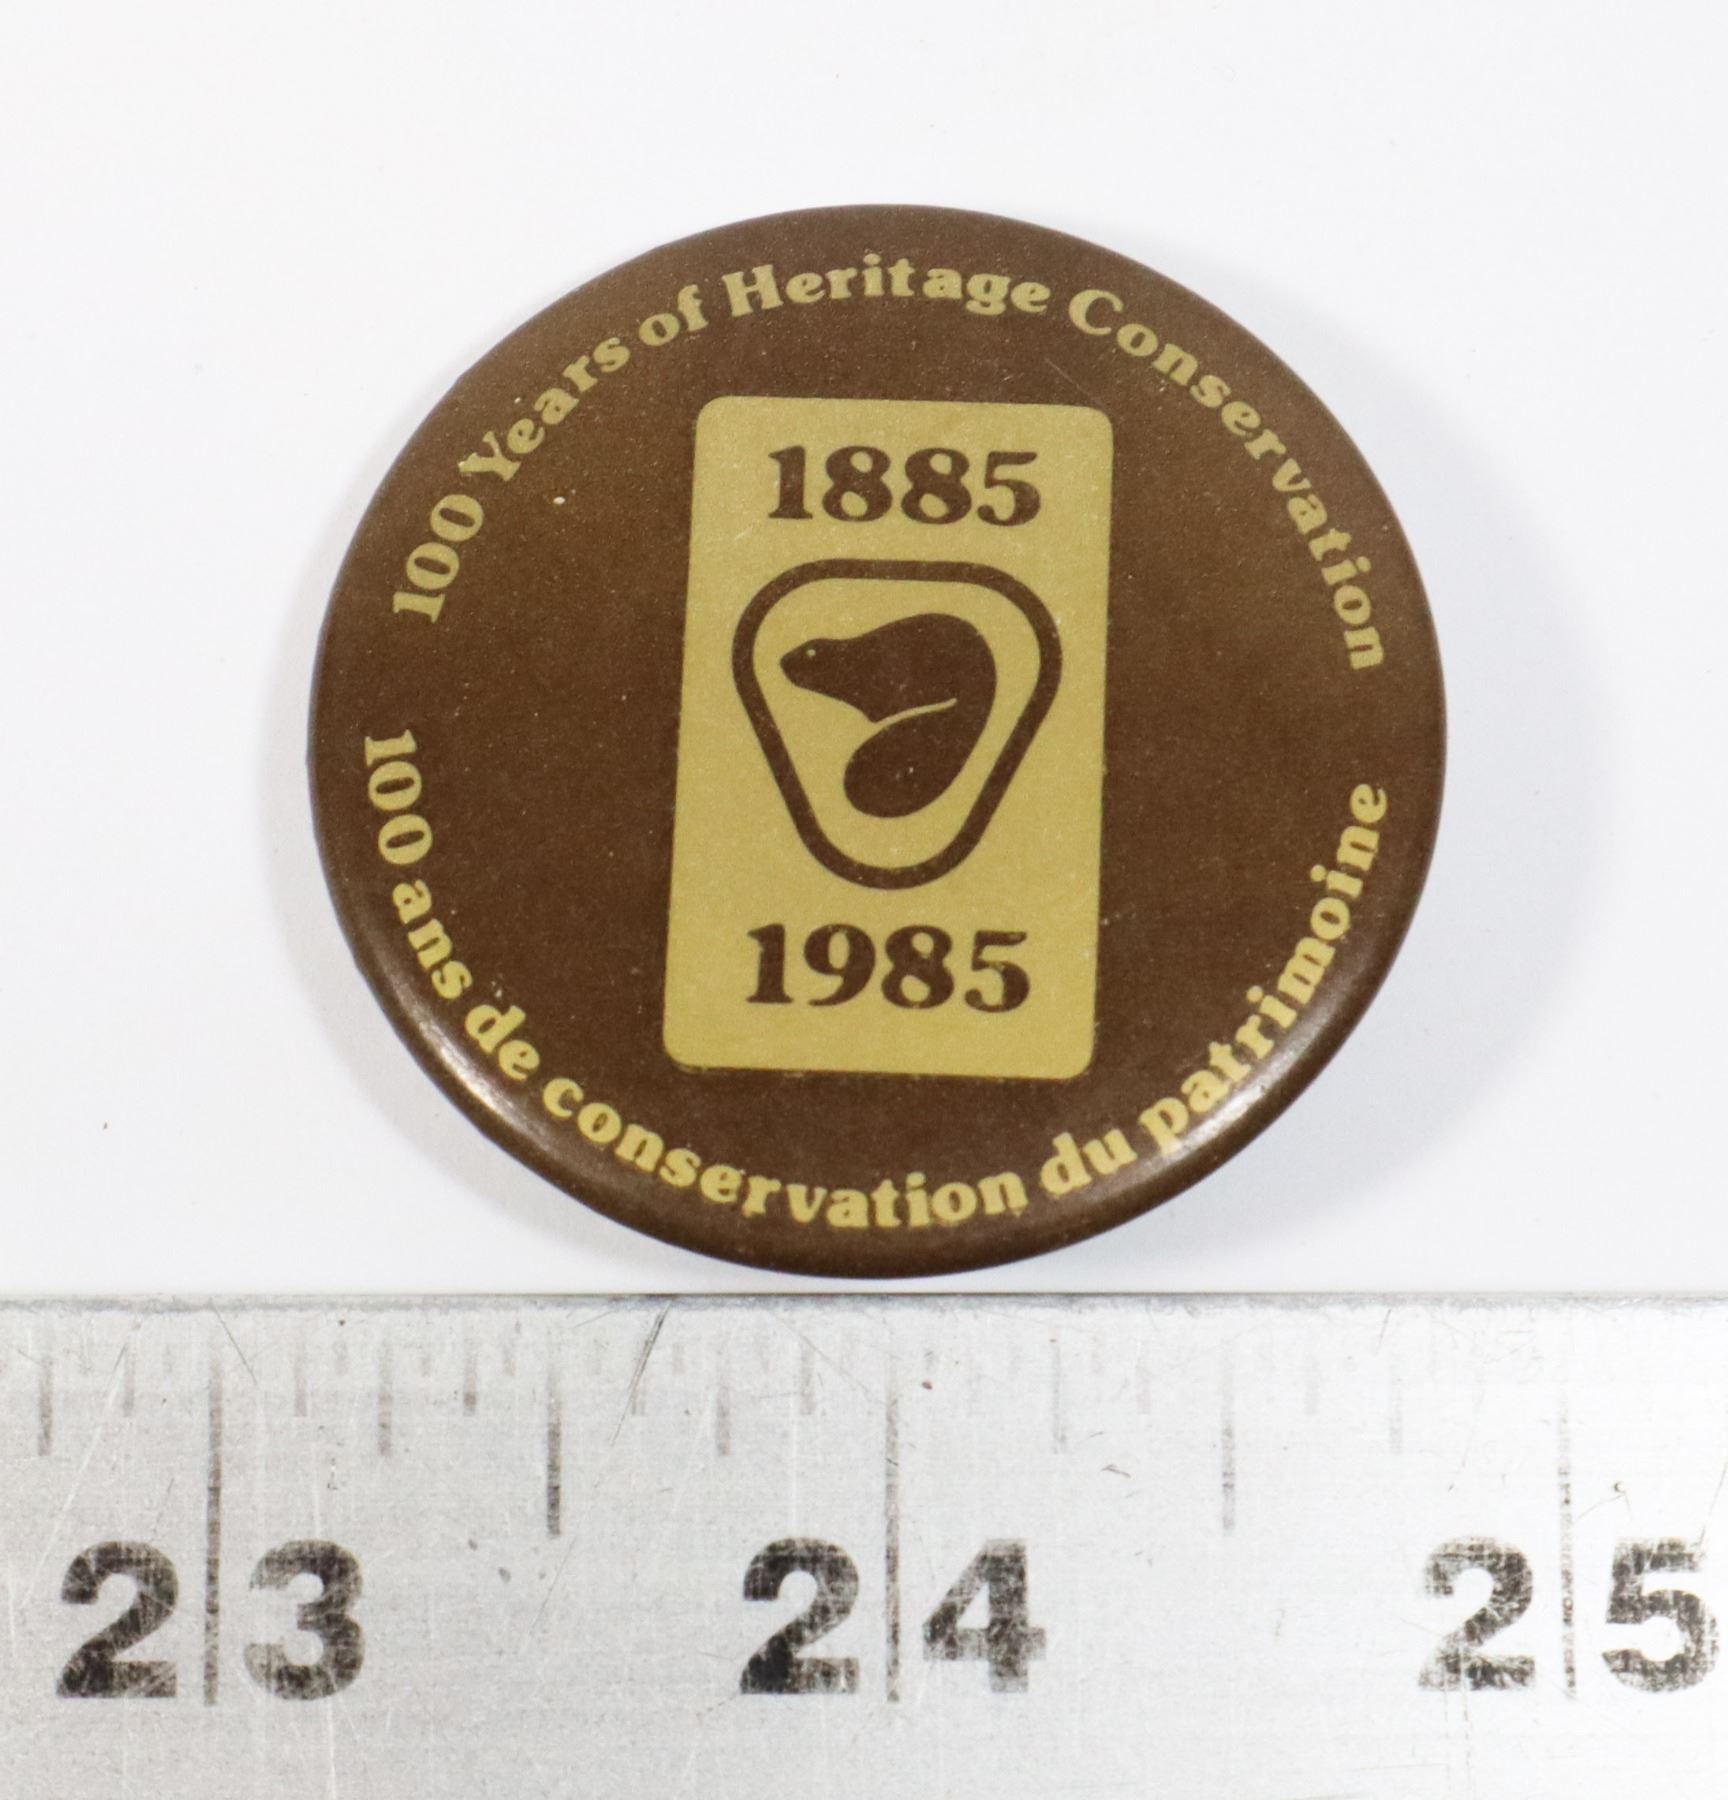 100 Years of Heritage Conservation
1885
1985
100 ans de conservation du patrimoine
23
24
25